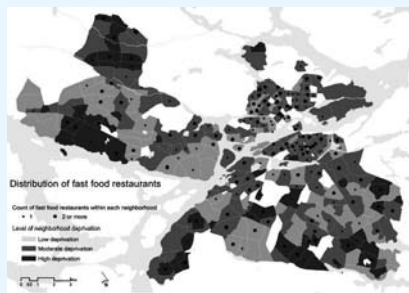 Distribution of fast food restaurants
Count of fast food restaurants within each neighborhood
1 2 or more
Level of neighborhood deprivation
Low deprivation
Moderate deprivation
High deprivation